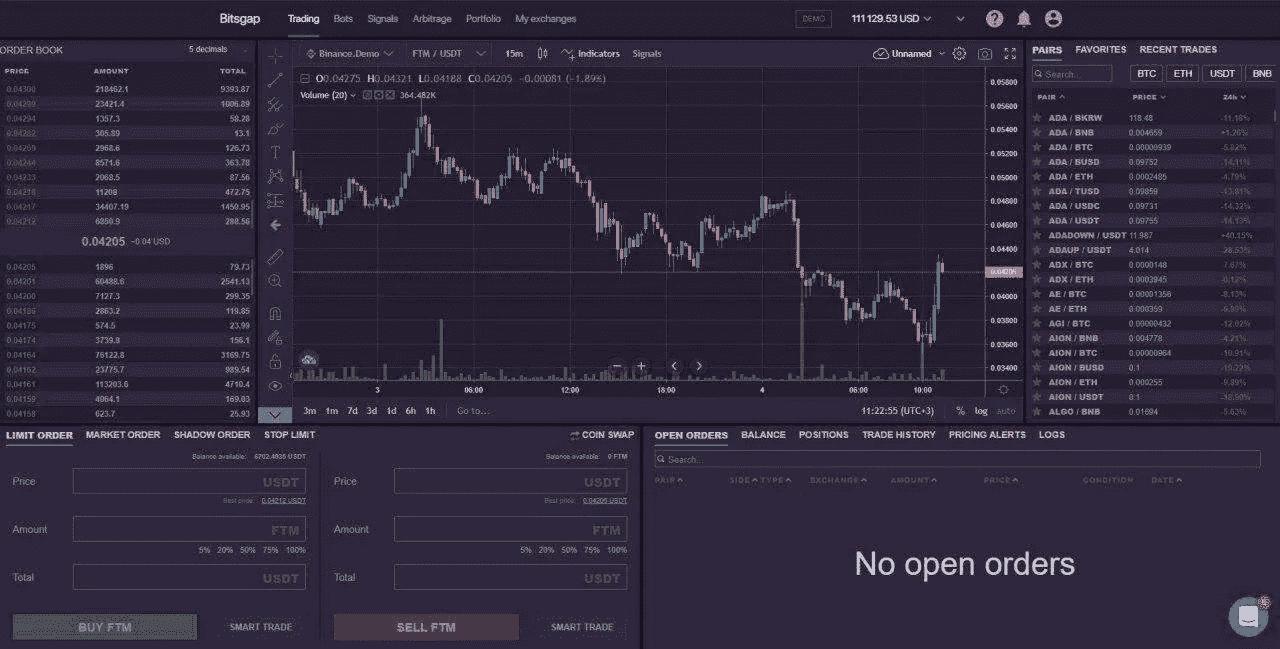 Bitsgap Trading Bots Signals Arbitrage Portfolio My exchanges DEMO 111 129.53 USD
ORDER BOOK 5 decimals
PRICE AMOUNT TOTAL
0.04300 218462.1 9393.87
0.04299 23421.4 1006.89
0.04294 1357.3 58.28
0.04282 305.89 13.1
0.04269 2968.6 126.73
0.04244 8571.6 363.78
0.04233 2068.5 87.56
0.04218 11208 472.75
0.04217 34407.19 1450.95
0.04212 6850.9 288.56
0.04205 -0.04 USD
0.04205 1896 79.73
0.04201 60488.6 2541.13
0.04200 7127.3 299.35
0.04186 2863.2 119.85
0.04175 574.5 23.99
0.04174 3739.8 156.1
0.04164 76122.8 3169.75
0.04162 23775.7 989.54
0.04161 113203.6 4710.4
0.04159 4064.1 169.03
0.04158 623.7 25.93
Binance.Demo FTM / USDT 15m Indicators Signals Unnamed
O0.04275 H0.04321 L0.04188 C0.04205 -0.00081 (-1.89%)
Volume (20) 364.482K
0.05800
0.05600
0.05400
0.05200
0.05000
0.04800
0.04600
0.04400
0.04205
0.04000
0.03800
0.03600
0.03400
3 06:00 12:00 18:00 4 06:00 10:00
3m 1m 7d 3d 1d 6h 1h Go to... 11:22:55 (UTC+3) % log auto
PAIRS FAVORITES RECENT TRADES
Search... BTC ETH USDT BNB
PAIR PRICE 24h
ADA / BKRW 118.48 -11.16%
ADA / BNB 0.004659 +1.26%
ADA / BTC 0.00000939 -5.82%
ADA / BUSD 0.09752 -14.11%
ADA / ETH 0.0002485 -4.79%
ADA / TUSD 0.09859 -13.81%
ADA / USDC 0.09731 -14.32%
ADA / USDT 0.09755 -14.13%
ADADOWN / USDT 11.987 +40.15%
ADAUP / USDT 4.014 -28.53%
ADX / BTC 0.0000148 -7.67%
ADX / ETH 0.0003945 -6.12%
AE / BTC 0.00001356 -8.13%
AE / ETH 0.000359 -6.99%
AGI / BTC 0.00000432 -12.02%
AION / BNB 0.004778 -4.21%
AION / BTC 0.00000964 -10.91%
AION / BUSD 0.1 -19.22%
AION / ETH 0.000255 -9.89%
AION / USDT 0.1 -18.90%
ALGO / BNB 0.01694 -5.63%
LIMIT ORDER MARKET ORDER SHADOW ORDER STOP LIMIT COIN SWAP
Balance available: 6702.4935 USDT Balance available: 0 FTM
Price USDT Price USDT
Best price: 0.04212 USDT Best price: 0.04205 USDT
Amount FTM Amount FTM
5% 20% 50% 75% 100% 5% 20% 50% 75% 100%
Total USDT Total USDT
BUY FTM SMART TRADE SELL FTM SMART TRADE
OPEN ORDERS BALANCE POSITIONS TRADE HISTORY PRICING ALERTS LOGS
Search...
PAIR SIDE TYPE EXCHANGE AMOUNT PRICE CONDITION DATE
No open orders